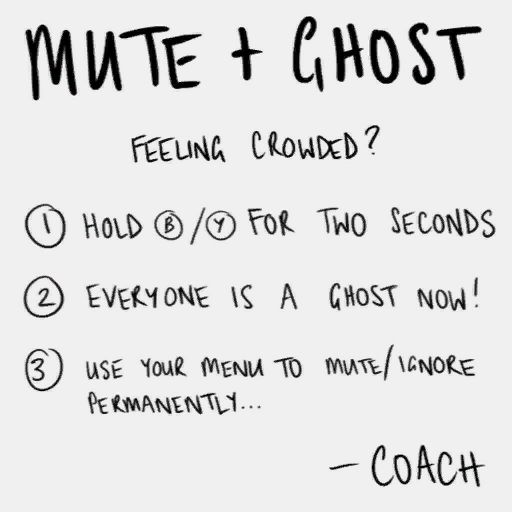 MUTE + GHOST
FEELING CROWDED?
1 HOLD B/Y FOR TWO SECONDS
2 EVERYONE IS A GHOST NOW!
3 USE YOUR MENU TO MUTE/IGNORE
PERMANENTLY...
– COACH